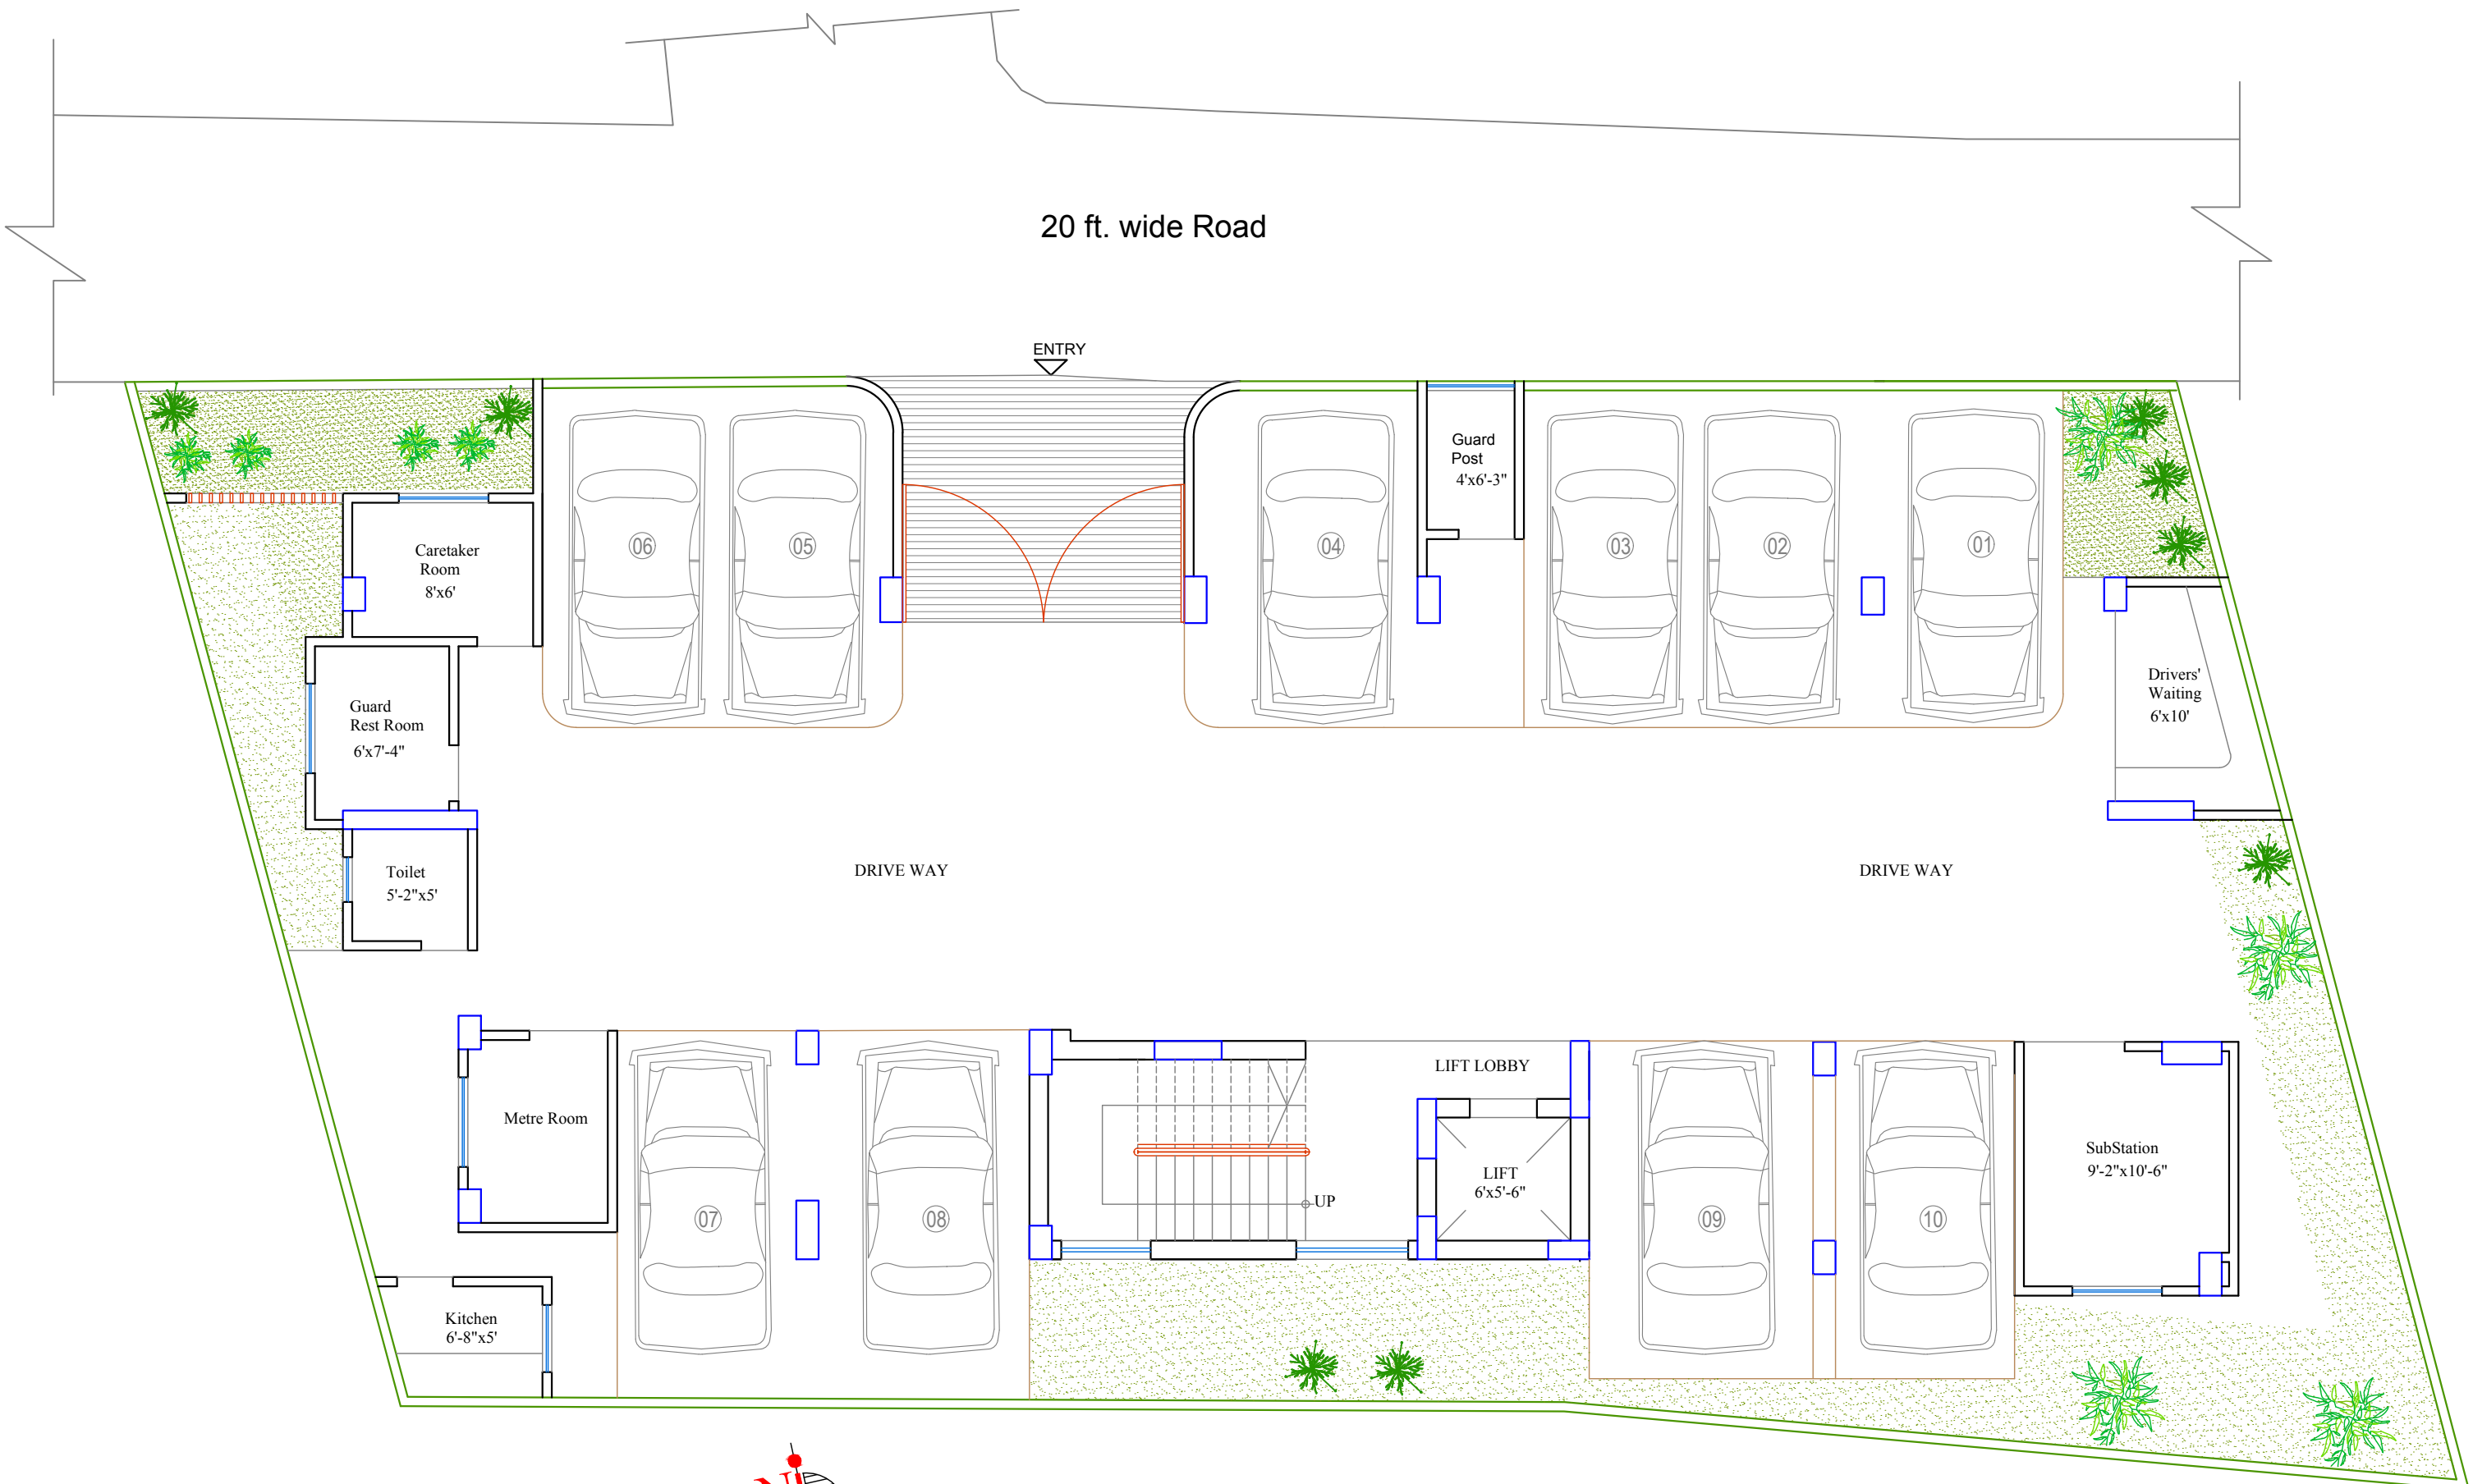 20 ft. wide Road
ENTRY
Guard
Post
4'x6'-3"
06
05
04
03
02
01
Caretaker
Room
8'x6'
Drivers'
Waiting
6'x10'
Guard
Rest Room
6'x7'-4"
Toilet
5'-2"x5'
DRIVE WAY
DRIVE WAY
LIFT LOBBY
Metre Room
SubStation
9'-2"x10'-6"
LIFT
6'x5'-6"
UP
07
08
09
10
Kitchen
6'-8"x5'
N